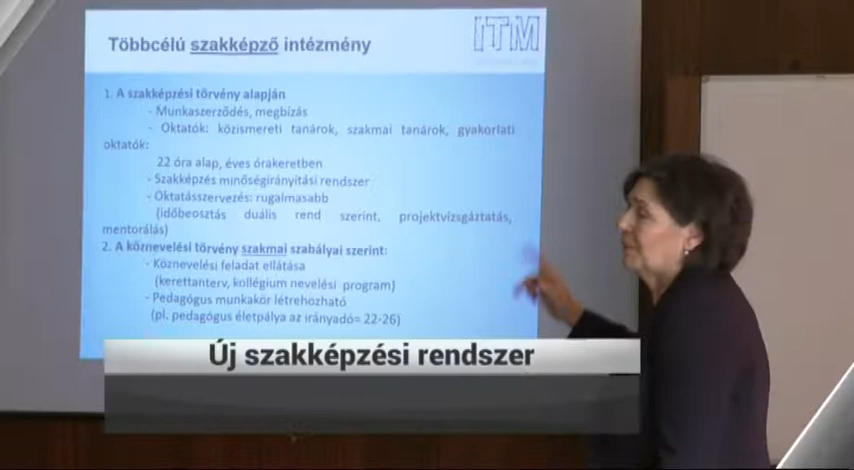 Többcélú szakképző intézmény
ITM
1. A szakképzési törvény alapján
- Munkaszerződés, megbízás
- Oktatók: közismereti tanárok, szakmai tanárok, gyakorlati
oktatók:
22 óra alap, éves órakeretben
- Szakképzés minőségirányítási rendszer
- Oktatásszervezés: rugalmasabb
(időbeosztás duális rend szerint, projektvizsgáztatás,
mentorálás)
2. A köznevelési törvény szakmai szabályai szerint:
- Köznevelési feladat ellátása
(kerettanterv, kollégium nevelési program)
- Pedagógus munkakör létrehozható
(pl. pedagógus életpálya az irányadó= 22-26)
Új szakképzési rendszer